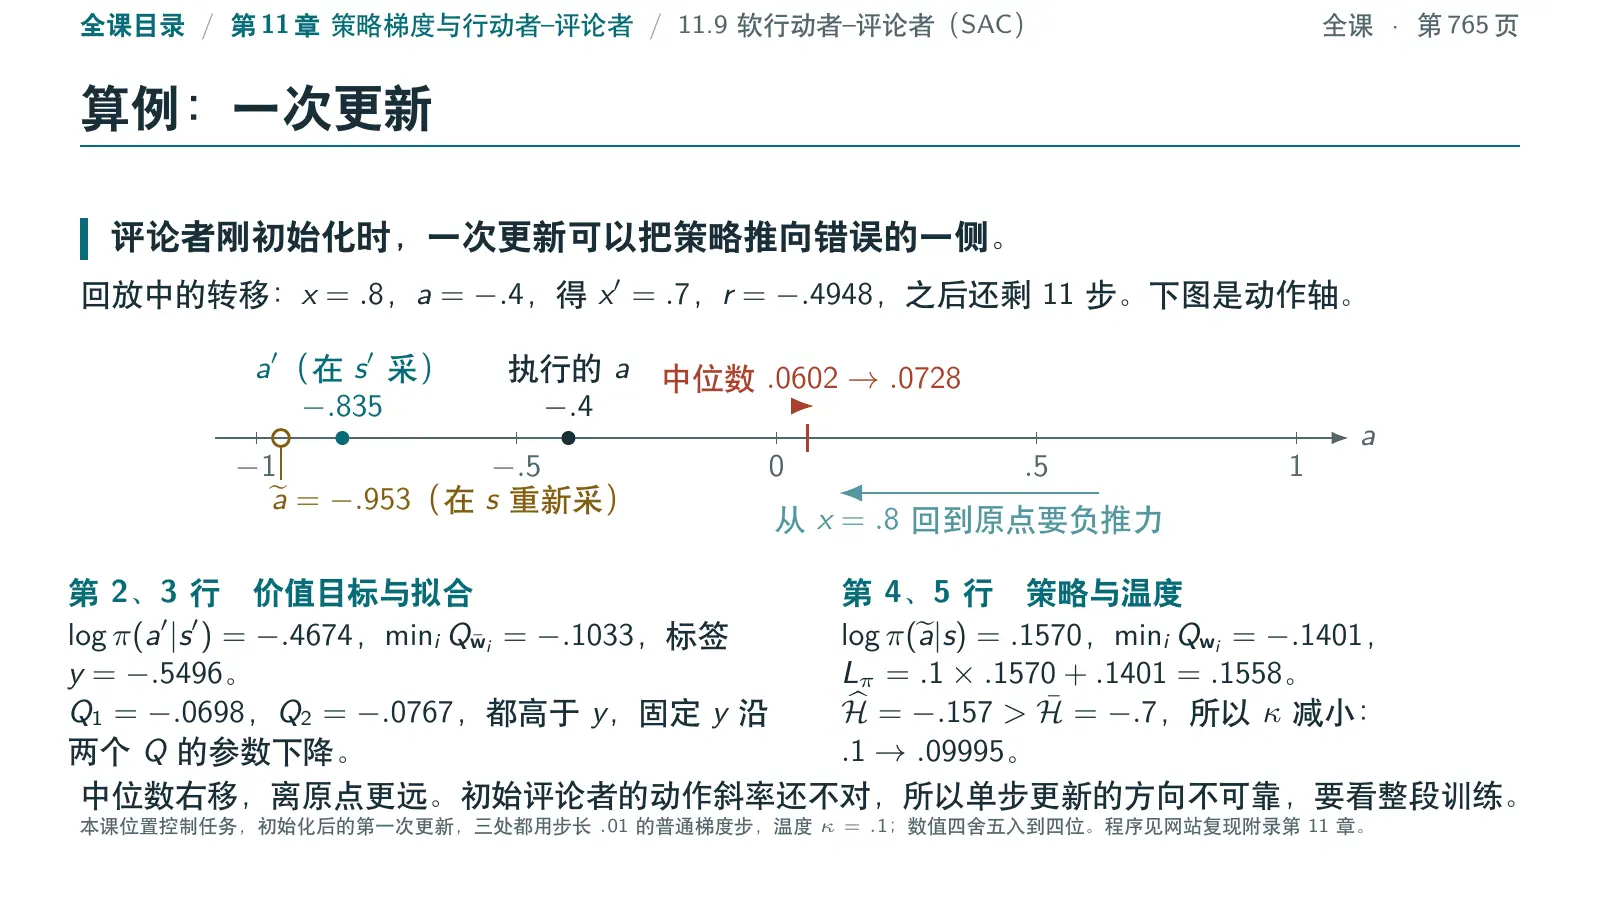 全课目录 / 第 11 章 策略梯度与行动者–评论者 / 11.9 软行动者–评论者（SAC） 全课 · 第 765 页
算例：一次更新
评论者刚初始化时，一次更新可以把策略推向错误的一侧。
回放中的转移：x = .8，a = −.4，得 x′ = .7，r = −.4948，之后还剩 11 步。下图是动作轴。
a′（在 s′ 采） 执行的 a 中位数 .0602 → .0728
−.835 −.4
a
−1 −.5 0 .5 1
ã = −.953（在 s 重新采）
从 x = .8 回到原点要负推力
第 2、3 行 价值目标与拟合
log π(a′|s′) = −.4674，minᵢ Q_w̄ᵢ = −.1033，标签
y = −.5496。
Q₁ = −.0698，Q₂ = −.0767，都高于 y，固定 y 沿
两个 Q 的参数下降。
第 4、5 行 策略与温度
log π(ã|s) = .1570，minᵢ Q_wᵢ = −.1401，
L_π = .1 × .1570 + .1401 = .1558。
Ĥ = −.157 > H̄ = −.7，所以 κ 减小：
.1 → .09995。
中位数右移，离原点更远。初始评论者的动作斜率还不对，所以单步更新的方向不可靠，要看整段训练。
本课位置控制任务，初始化后的第一次更新，三处都用步长 .01 的普通梯度步，温度 κ = .1；数值四舍五入到四位。程序见网站复现附录第 11 章。